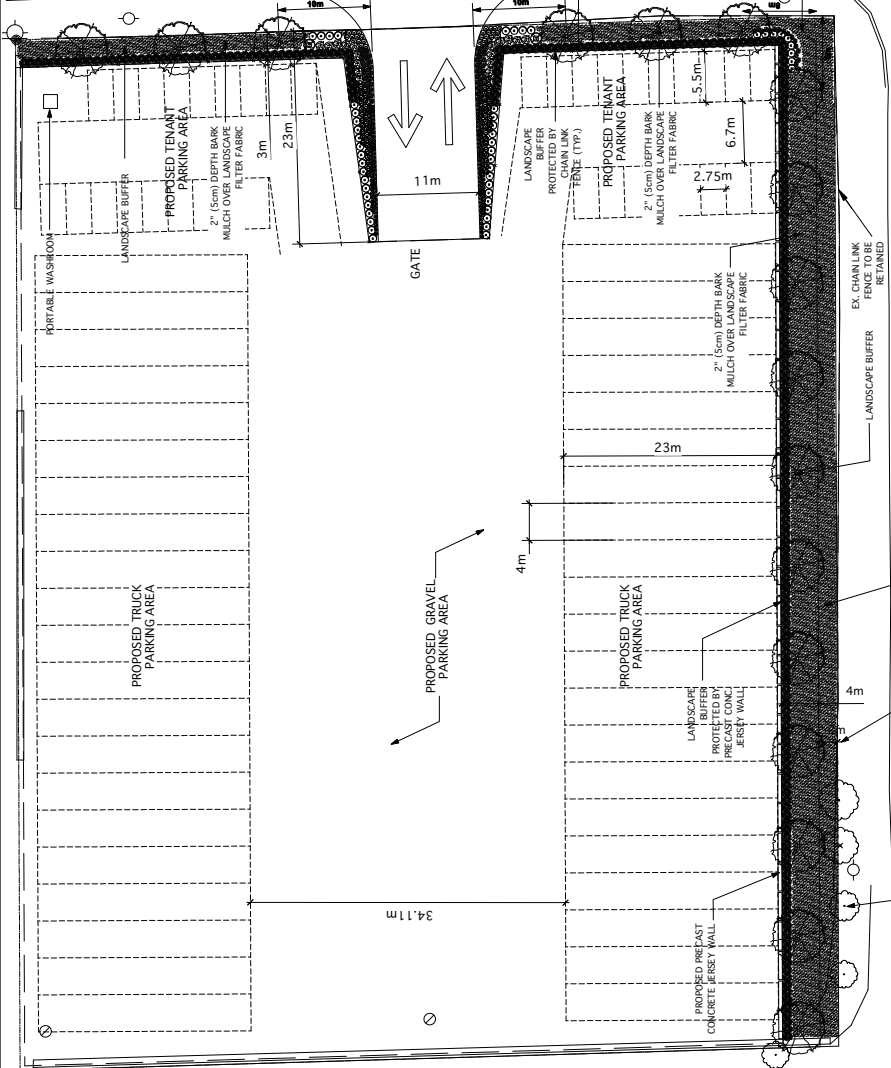 10m
10m
8m
PROPOSED TENANT
PARKING AREA
2" (5cm) DEPTH BARK
MULCH OVER LANDSCAPE
FILTER FABRIC
3m
23m
LANDSCAPE BUFFER
PORTABLE WASHROOM
11m
GATE
LANDSCAPE
BUFFER
PROTECTED BY
CHAIN LINK
FENCE (TYP.)
PROPOSED TENANT
PARKING AREA
2" (5cm) DEPTH BARK
MULCH OVER LANDSCAPE
FILTER FABRIC
5.5m
6.7m
2.75m
EX. CHAIN LINK
FENCE TO BE
RETAINED
2" (5cm) DEPTH BARK
MULCH OVER LANDSCAPE
FILTER FABRIC
LANDSCAPE BUFFER
23m
4m
PROPOSED TRUCK
PARKING AREA
PROPOSED GRAVEL
PARKING AREA
PROPOSED TRUCK
PARKING AREA
LANDSCAPE
BUFFER
PROTECTED BY
PRECAST CONC.
JERSEY WALL
4m
34.11m
PROPOSED PRECAST
CONCRETE JERSEY WALL